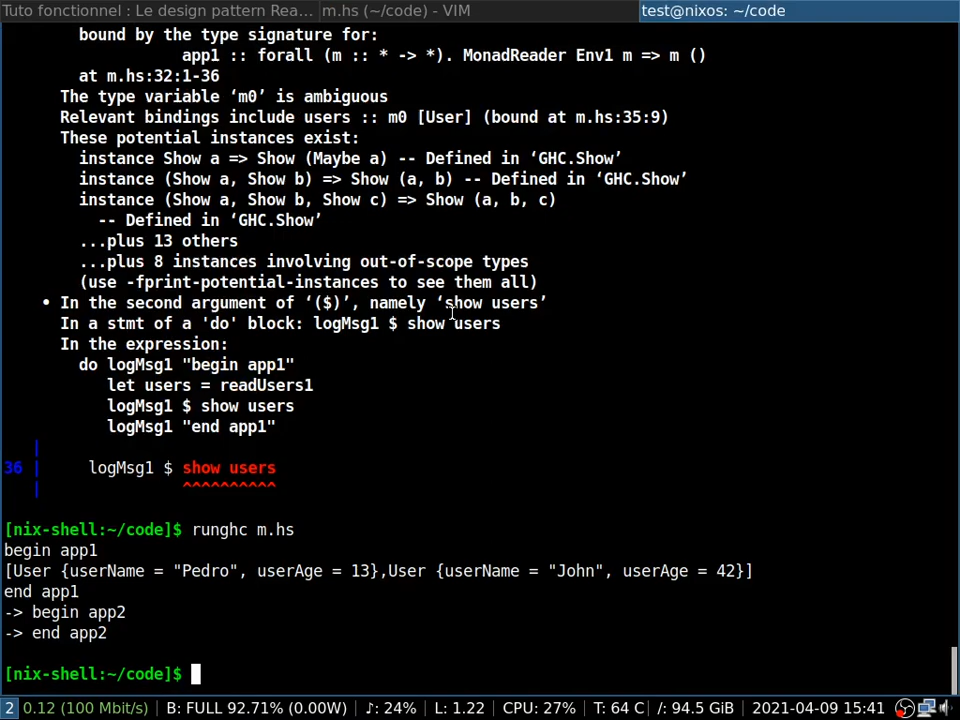 Tuto fonctionnel : Le design pattern Rea... m.hs (~/code) - VIM test@nixos: ~/code
bound by the type signature for:
app1 :: forall (m :: * -> *). MonadReader Env1 m => m ()
at m.hs:32:1-36
The type variable ‘m0’ is ambiguous
Relevant bindings include users :: m0 [User] (bound at m.hs:35:9)
These potential instances exist:
instance Show a => Show (Maybe a) -- Defined in ‘GHC.Show’
instance (Show a, Show b) => Show (a, b) -- Defined in ‘GHC.Show’
instance (Show a, Show b, Show c) => Show (a, b, c)
-- Defined in ‘GHC.Show’
...plus 13 others
...plus 8 instances involving out-of-scope types
(use -fprint-potential-instances to see them all)
• In the second argument of ‘($)’, namely ‘show users’
In a stmt of a 'do' block: logMsg1 $ show users
In the expression:
do logMsg1 "begin app1"
let users = readUsers1
logMsg1 $ show users
logMsg1 "end app1"
|
36 | logMsg1 $ show users
| ^^^^^^^^^^
[nix-shell:~/code]$ runghc m.hs
begin app1
[User {userName = "Pedro", userAge = 13},User {userName = "John", userAge = 42}]
end app1
-> begin app2
-> end app2
[nix-shell:~/code]$
2 0.12 (100 Mbit/s) B: FULL 92.71% (0.00W) ♪: 24% L: 1.22 CPU: 27% T: 64 C /: 94.5 GiB 2021-04-09 15:41